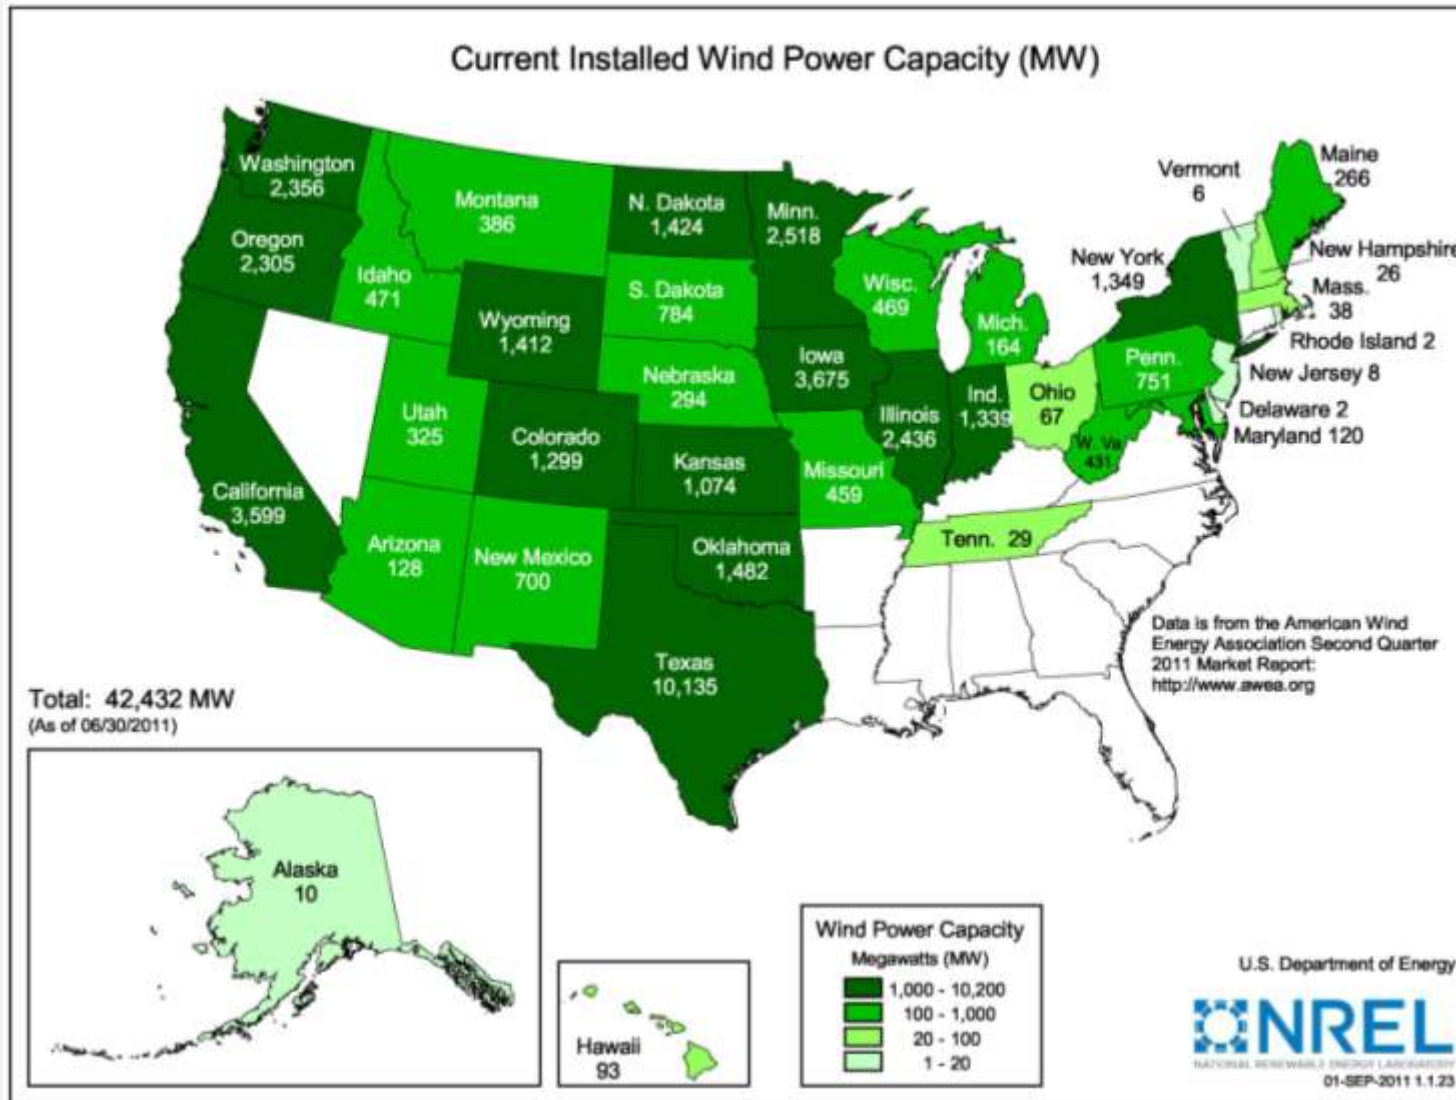 Current Installed Wind Power Capacity (MW)
Washington
2,356
Oregon
2,305
California
3,599
Idaho
471
Montana
386
Wyoming
1,412
Utah
325
Colorado
1,299
Arizona
128
New Mexico
700
N. Dakota
1,424
S. Dakota
784
Nebraska
294
Kansas
1,074
Oklahoma
1,482
Texas
10,135
Minn.
2,518
Iowa
3,675
Missouri
459
Wisc.
469
Illinois
2,436
Mich.
164
Ind.
1,339
Ohio
67
W. Va
431
Tenn. 29
Penn.
751
New York
1,349
Vermont
6
Maine
266
New Hampshire
26
Mass.
38
Rhode Island 2
New Jersey 8
Delaware 2
Maryland 120
Data is from the American Wind
Energy Association Second Quarter
2011 Market Report:
http://www.awea.org
Total: 42,432 MW
(As of 06/30/2011)
Alaska
10
Hawaii
93
Wind Power Capacity
Megawatts (MW)
1,000 - 10,200
100 - 1,000
20 - 100
1 - 20
U.S. Department of Energy
NREL
NATIONAL RENEWABLE ENERGY LABORATORY
01-SEP-2011 1.1.23